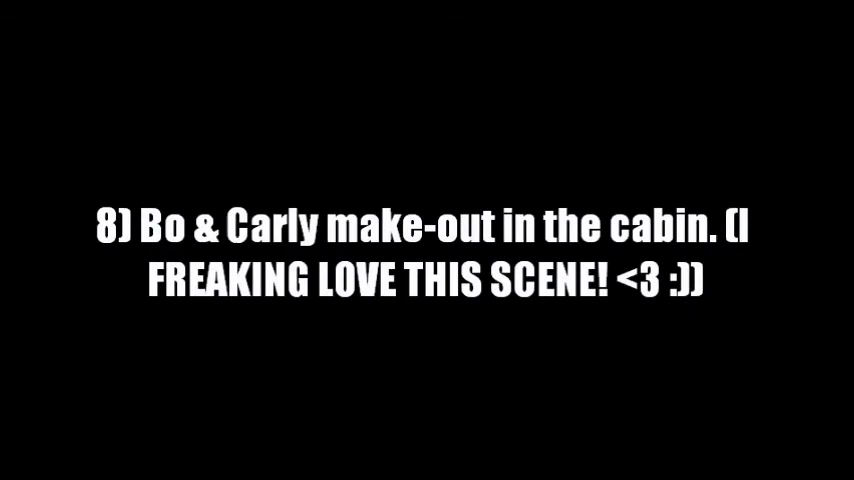 8) Bo & Carly make-out in the cabin. (I
FREAKING LOVE THIS SCENE! <3 :))